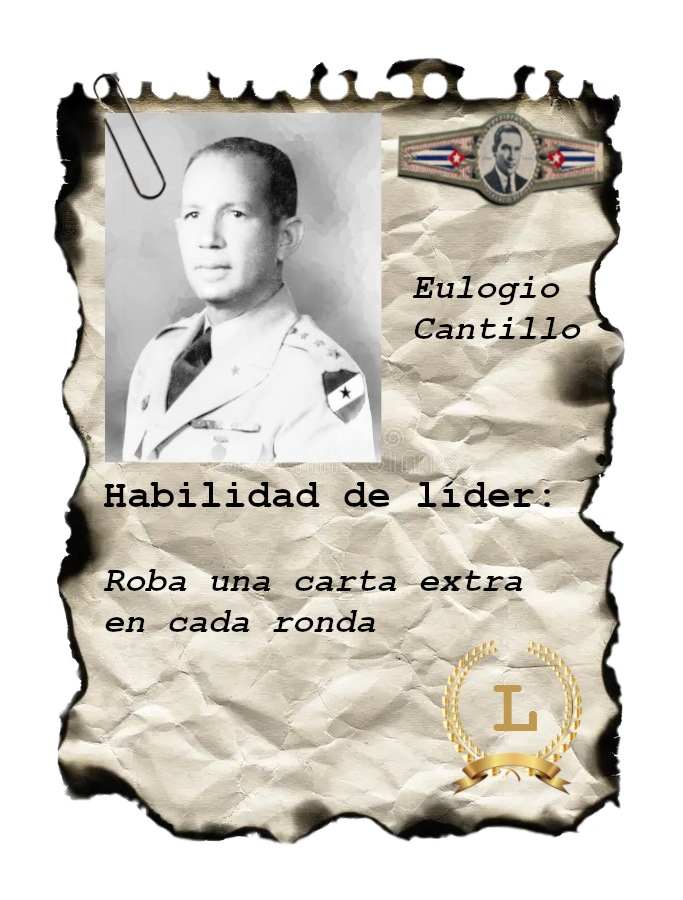 Eulogio
Cantillo
Habilidad de líder:
Roba una carta extra
en cada ronda
L